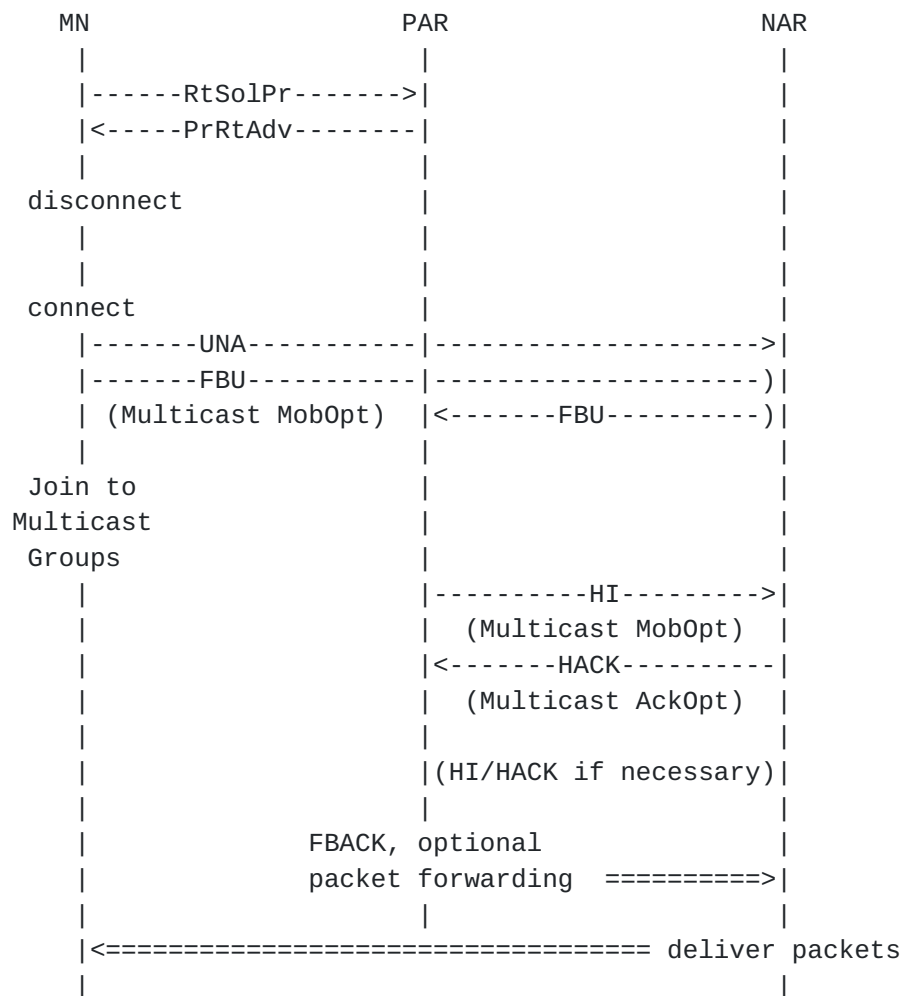 MN                    PAR                    NAR
|                     |                      |
|------RtSolPr------->|                      |
|<-----PrRtAdv--------|                      |
|                     |                      |
disconnect            |                      |
|                     |                      |
|                     |                      |
connect               |                      |
|-------UNA-----------|--------------------->|
|-------FBU-----------|---------------------)|
| (Multicast MobOpt)  |<-------FBU----------)|
|                     |                      |
Join to               |                      |
Multicast             |                      |
Groups                |                      |
|                     |----------HI--------->|
|                     |  (Multicast MobOpt)  |
|                     |<-------HACK----------|
|                     |  (Multicast AckOpt)  |
|                     |                      |
|                     |(HI/HACK if necessary)|
|                     |                      |
|              FBACK, optional               |
|              packet forwarding  ==========>|
|                     |                      |
|<=================================== deliver packets
|                                            |